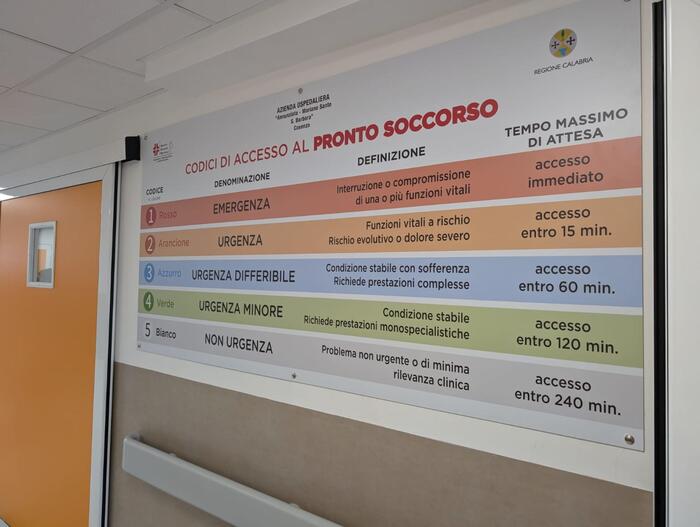 REGIONE CALABRIA
AZIENDA OSPEDALIERA
"Annunziata - Mariano Santo
S. Barbara"
Cosenza
CODICI DI ACCESSO AL PRONTO SOCCORSO
CODICE DENOMINAZIONE DEFINIZIONE TEMPO MASSIMO
DI ATTESA
1 Rosso EMERGENZA
Interruzione o compromissione
di una o più funzioni vitali
accesso
immediato
2 Arancione URGENZA
Funzioni vitali a rischio
Rischio evolutivo o dolore severo
accesso
entro 15 min.
3 Azzurro URGENZA DIFFERIBILE
Condizione stabile con sofferenza
Richiede prestazioni complesse
accesso
entro 60 min.
4 Verde URGENZA MINORE
Condizione stabile
Richiede prestazioni monospecialistiche
accesso
entro 120 min.
5 Bianco NON URGENZA
Problema non urgente o di minima
rilevanza clinica
accesso
entro 240 min.